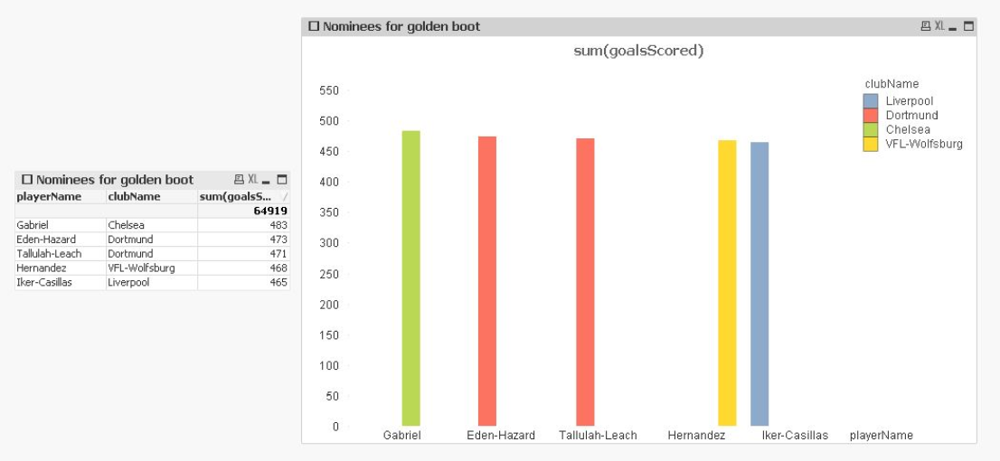 Nominees for golden boot XL
playerName clubName sum(goalsS...
64919
Gabriel Chelsea 483
Eden-Hazard Dortmund 473
Tallulah-Leach Dortmund 471
Hernandez VFL-Wolfsburg 468
Iker-Casillas Liverpool 465
Nominees for golden boot XL
sum(goalsScored)
clubName
Liverpool
Dortmund
Chelsea
VFL-Wolfsburg
550
500
450
400
350
300
250
200
150
100
50
0
Gabriel Eden-Hazard Tallulah-Leach Hernandez Iker-Casillas playerName